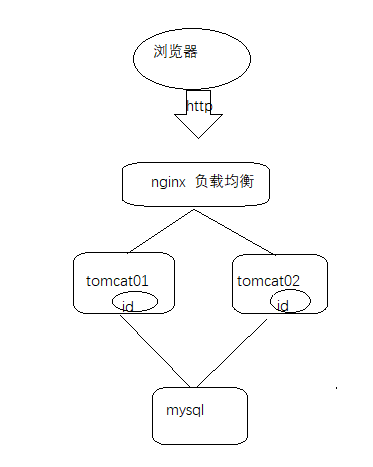 浏览器
http
nginx 负载均衡
tomcat01
id
tomcat02
id
mysql